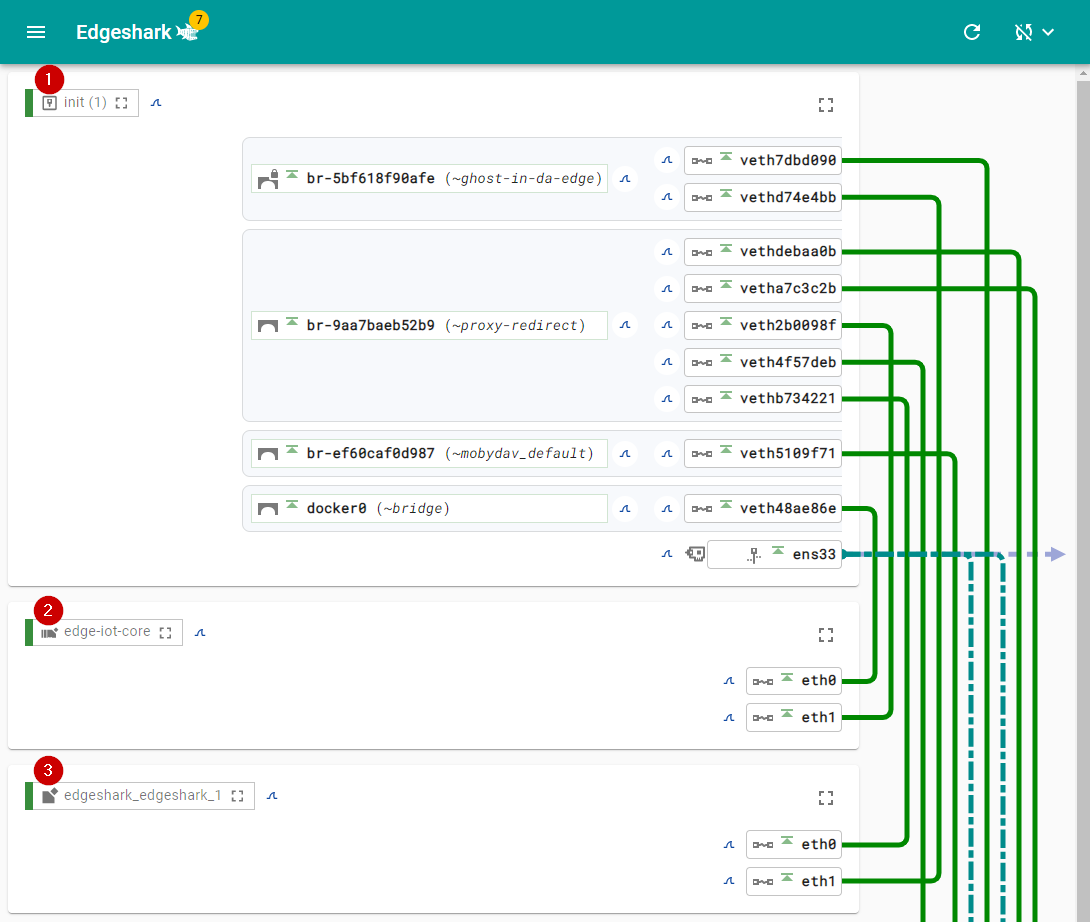 Edgeshark 7
1
init (1)
veth7dbd090
br-5bf618f90afe (~ghost-in-da-edge)
vethd74e4bb
vethdebaa0b
vetha7c3c2b
br-9aa7baeb52b9 (~proxy-redirect)
veth2b0098f
veth4f57deb
vethb734221
br-ef60caf0d987 (~mobydav_default)
veth5109f71
docker0 (~bridge)
veth48ae86e
ens33
2
edge-iot-core
eth0
eth1
3
edgeshark_edgeshark_1
eth0
eth1